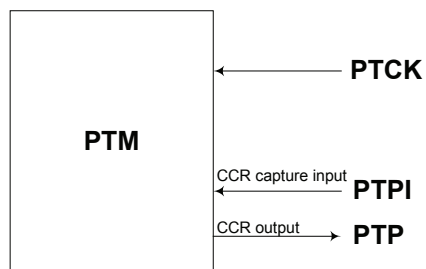 PTCK
PTM
CCR capture input
PTPI
CCR output
PTP